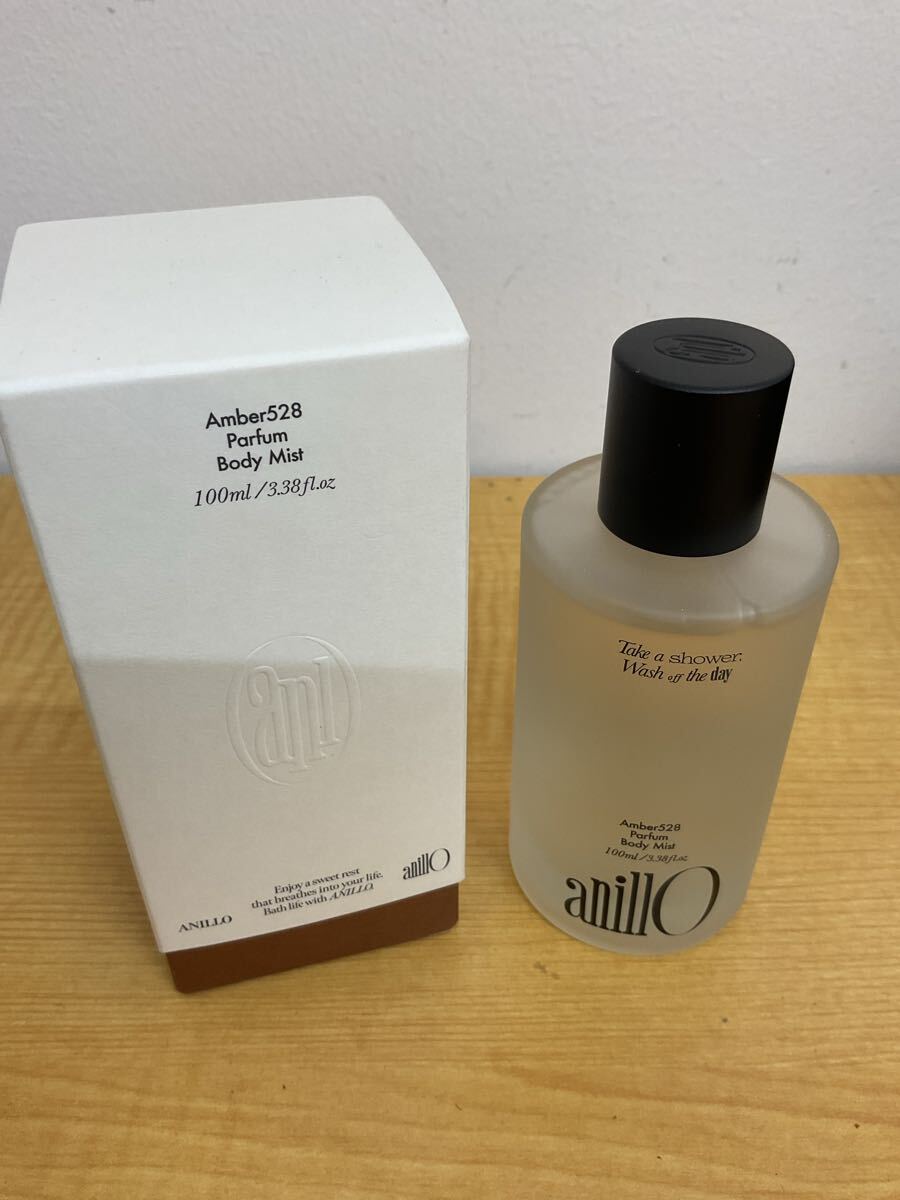 Amber528
Parfum
Body Mist
100ml/3.38fl.oz
anillO
Enjoy a sweet rest
that breathes into your life.
Bath life with ANILLO.
ANILLO
anillO
Take a shower.
Wash off the day
Amber528
Parfum
Body Mist
100ml/3.38fl.oz
anillO